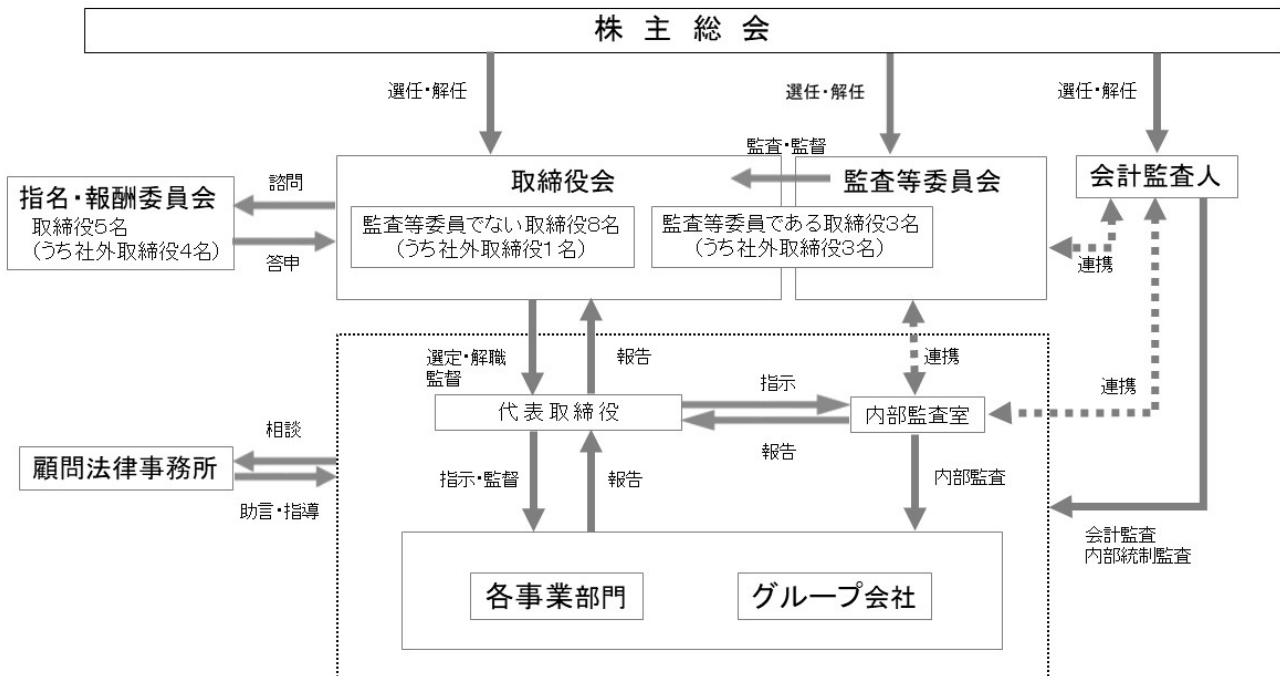 株主総会
選任・解任
選任・解任
選任・解任
監査・監督
指名・報酬委員会
取締役5名
(うち社外取締役4名)
諮問
答申
取締役会
監査等委員でない取締役8名
(うち社外取締役1名)
監査等委員会
監査等委員である取締役3名
(うち社外取締役3名)
会計監査人
連携
選定・解職
監督
報告
連携
連携
代表取締役
指示
報告
内部監査室
顧問法律事務所
相談
助言・指導
指示・監督
報告
内部監査
会計監査
内部統制監査
各事業部門
グループ会社